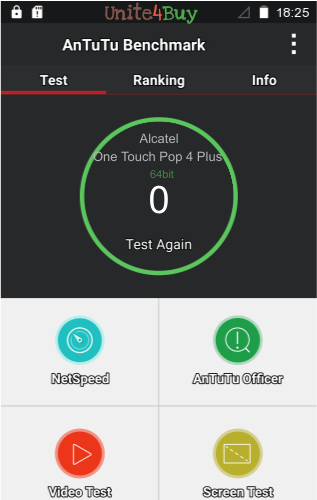 Unite4Buy
18:25
AnTuTu Benchmark
Test Ranking Info
Alcatel
One Touch Pop 4 Plus
64bit
0
Test Again
NetSpeed AnTuTu Officer
Video Test Screen Test